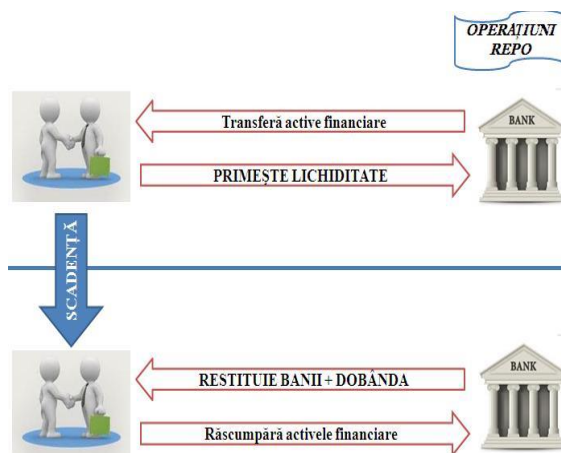 OPERAȚIUNI
REPO
Transferă active financiare
BANK
PRIMEȘTE LICHIDITATE
SCADENȚĂ
RESTITUIE BANII + DOBÂNDA
BANK
Răscumpără activele financiare